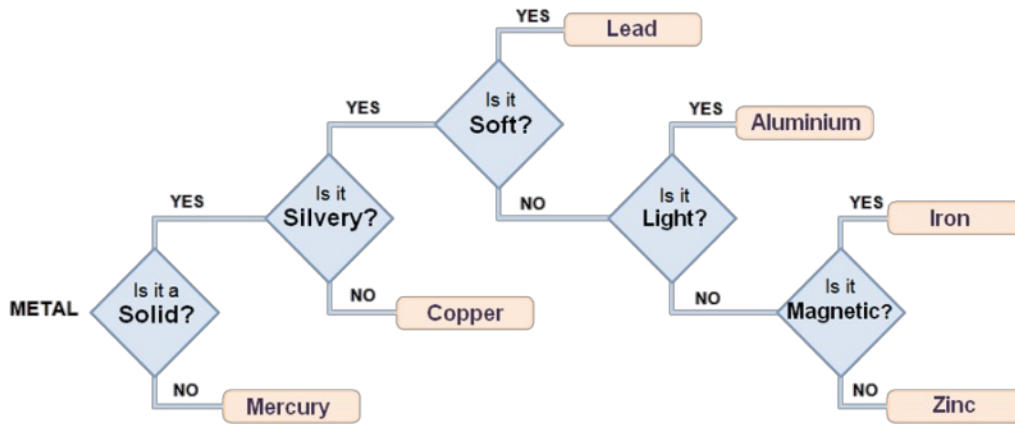 YES
Lead
Is it
Soft?
YES
YES
Aluminium
Is it
Silvery?
YES
NO
Is it
Light?
YES
Iron
Is it a
Solid?
METAL
NO
Copper
NO
Is it
Magnetic?
NO
Mercury
NO
Zinc